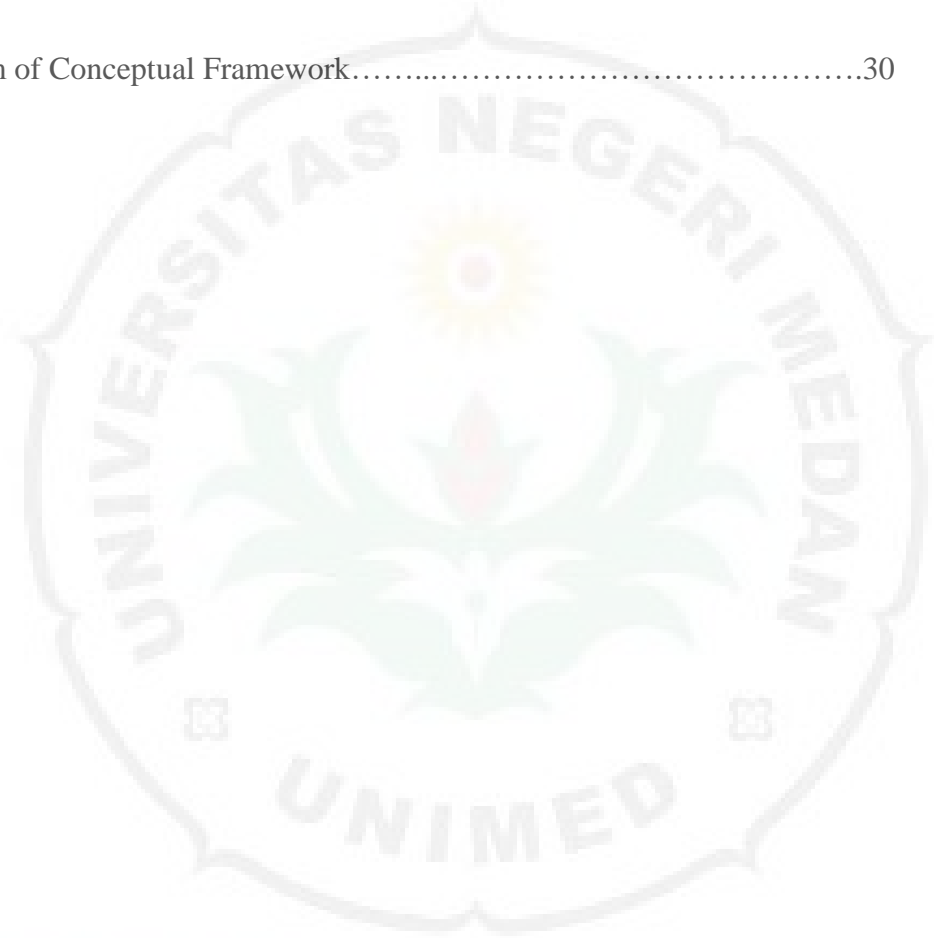 n of Conceptual Framework……...…………………………………….30
UNIVERSITAS NEGERI MEDAN
UNIMED